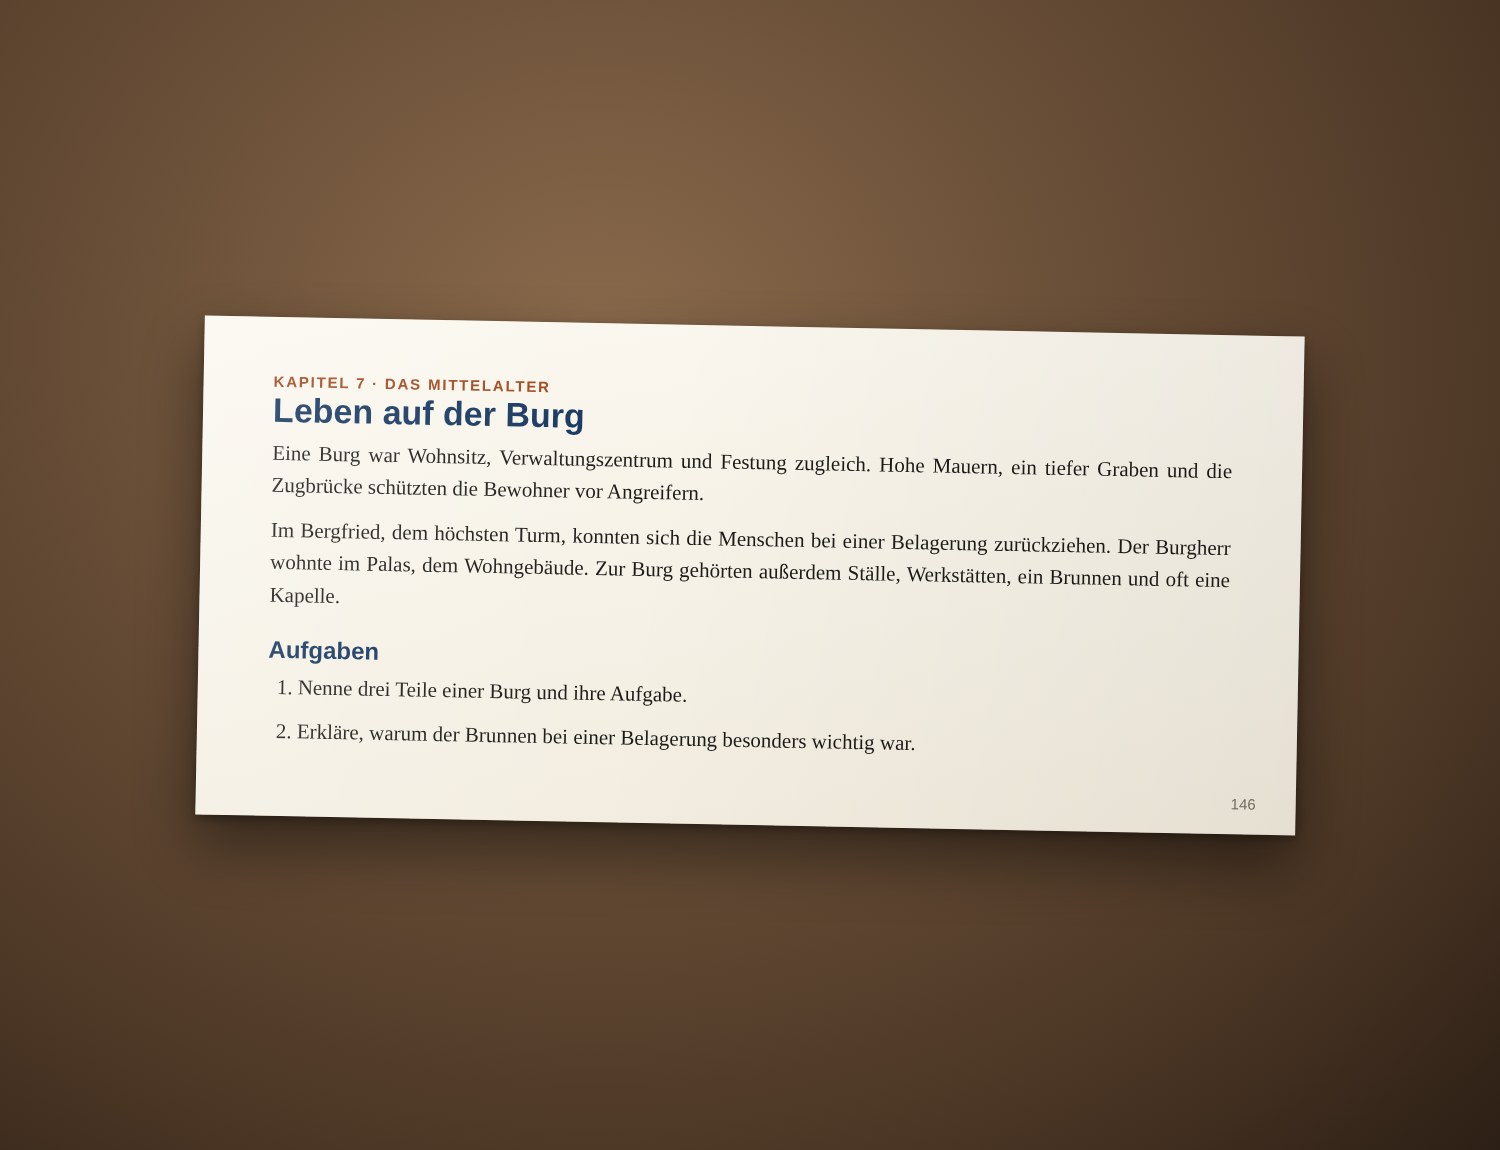 KAPITEL 7 · DAS MITTELALTER
Leben auf der Burg
Eine Burg war Wohnsitz, Verwaltungszentrum und Festung zugleich. Hohe Mauern, ein tiefer Graben und die
Zugbrücke schützten die Bewohner vor Angreifern.
Im Bergfried, dem höchsten Turm, konnten sich die Menschen bei einer Belagerung zurückziehen. Der Burgherr
wohnte im Palas, dem Wohngebäude. Zur Burg gehörten außerdem Ställe, Werkstätten, ein Brunnen und oft eine
Kapelle.
Aufgaben
1. Nenne drei Teile einer Burg und ihre Aufgabe.
2. Erkläre, warum der Brunnen bei einer Belagerung besonders wichtig war.
146